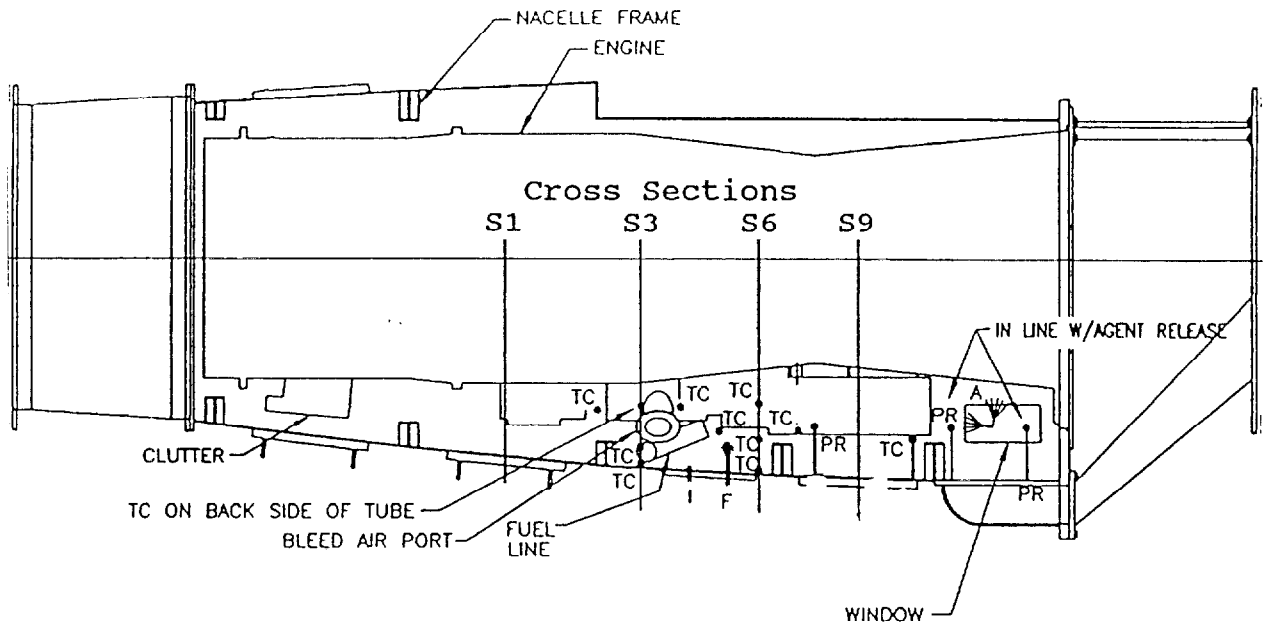 NACELLE FRAME
ENGINE
Cross Sections
S1 S3 S6 S9
IN LINE W/AGENT RELEASE
TC
TC
TC
A
TC
TC
PR
TC
PR
TC
TC
TC
TC
PR
F
CLUTTER
TC ON BACK SIDE OF TUBE
BLEED AIR PORT
FUEL
LINE
WINDOW